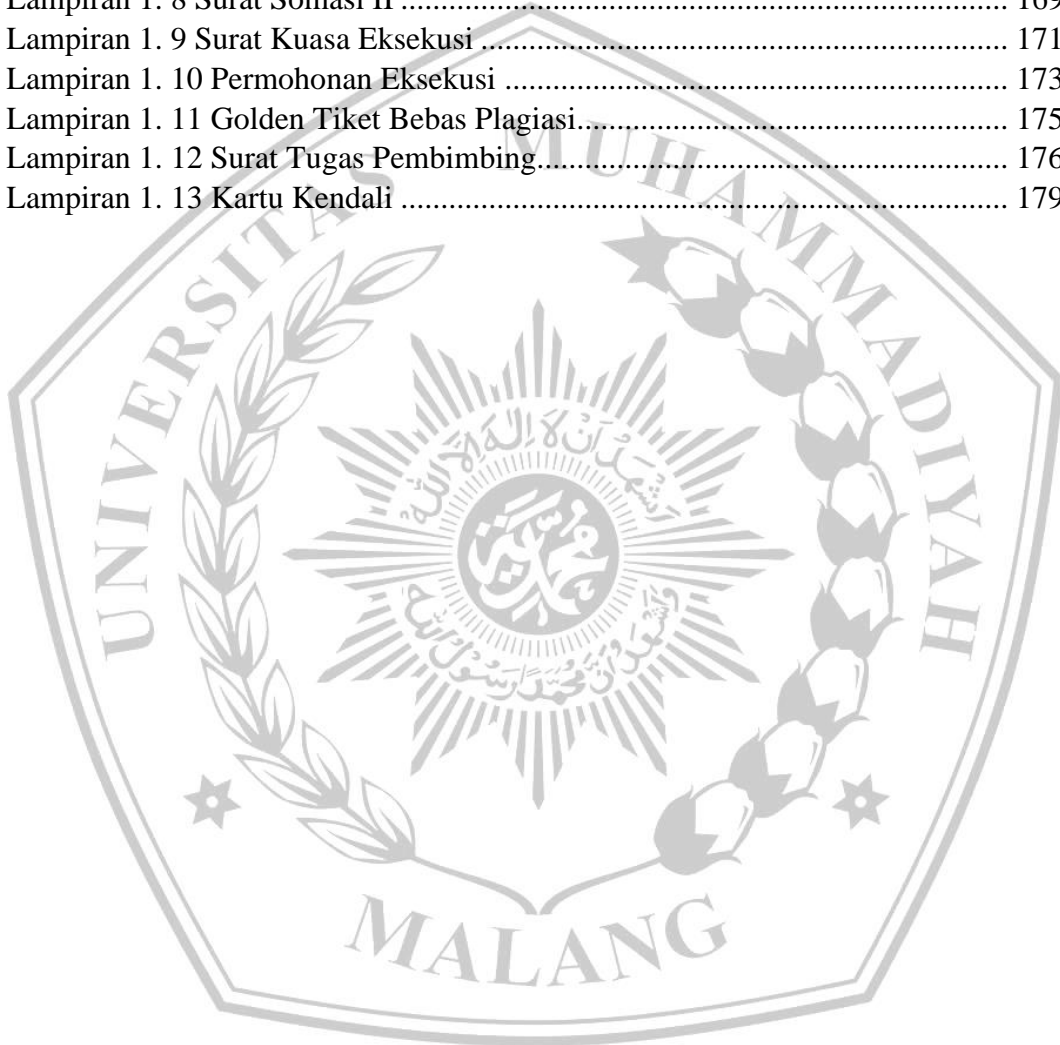 Lampiran 1. 8 Surat Somasi II ............................................................................ 169
Lampiran 1. 9 Surat Kuasa Eksekusi .................................................................. 171
Lampiran 1. 10 Permohonan Eksekusi ............................................................... 173
Lampiran 1. 11 Golden Tiket Bebas Plagiasi...................................................... 175
Lampiran 1. 12 Surat Tugas Pembimbing........................................................... 176
Lampiran 1. 13 Kartu Kendali ............................................................................ 179
UNIVERSITAS MUHAMMADIYAH
MALANG